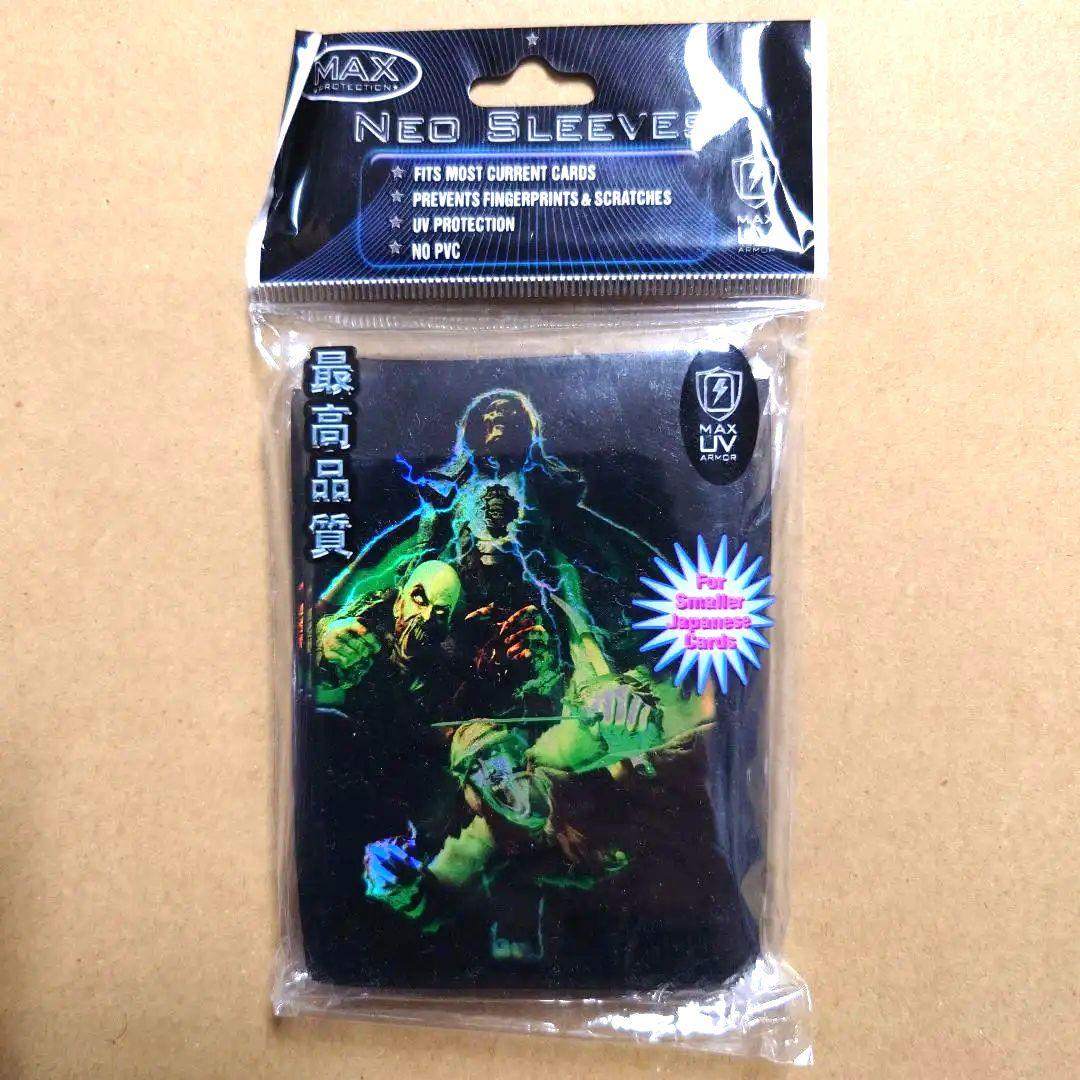 MAX
PROTECTION
NEO SLEEVES
FITS MOST CURRENT CARDS
PREVENTS FINGERPRINTS & SCRATCHES
UV PROTECTION
NO PVC
MAX
UV
ARMOR
最高品質
MAX
UV
ARMOR
For
Smaller
Japanese
Cards